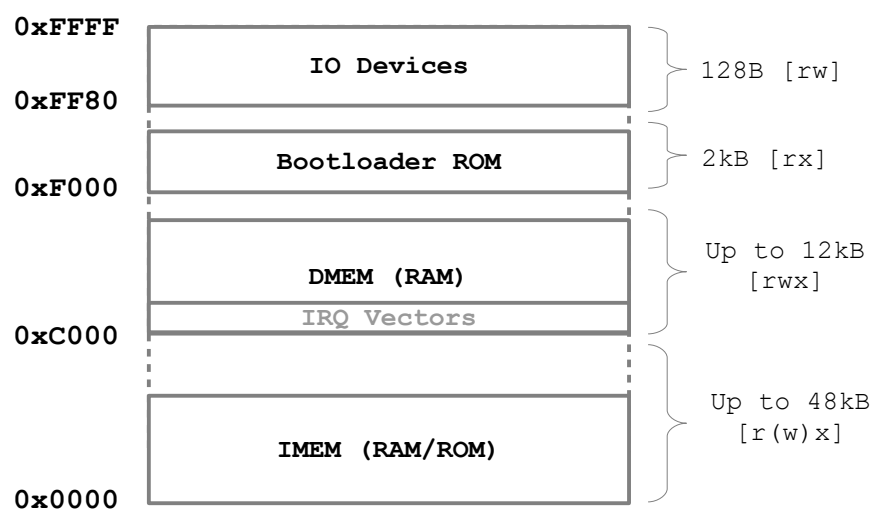 0xFFFF
IO Devices
128B [rw]
0xFF80
Bootloader ROM
2kB [rx]
0xF000
Up to 12kB
[rwx]
DMEM (RAM)
IRQ Vectors
0xC000
Up to 48kB
[r(w)x]
IMEM (RAM/ROM)
0x0000